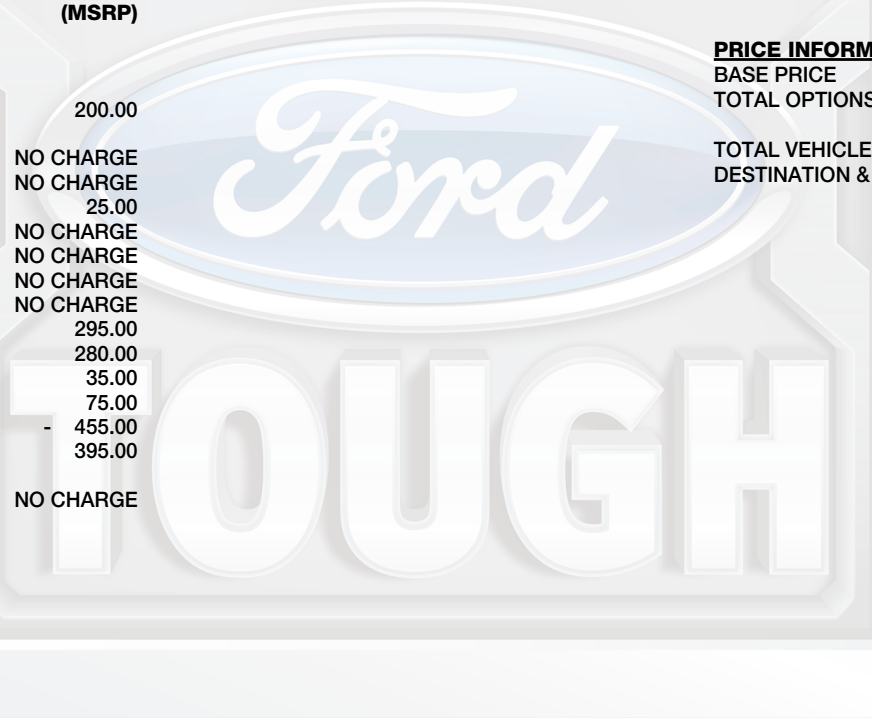 (MSRP)
200.00
NO CHARGE
NO CHARGE
25.00
NO CHARGE
NO CHARGE
NO CHARGE
NO CHARGE
295.00
280.00
35.00
75.00
- 455.00
395.00
NO CHARGE
PRICE INFORM
BASE PRICE
TOTAL OPTIONS
TOTAL VEHICLE
DESTINATION &
Ford
TOUGH